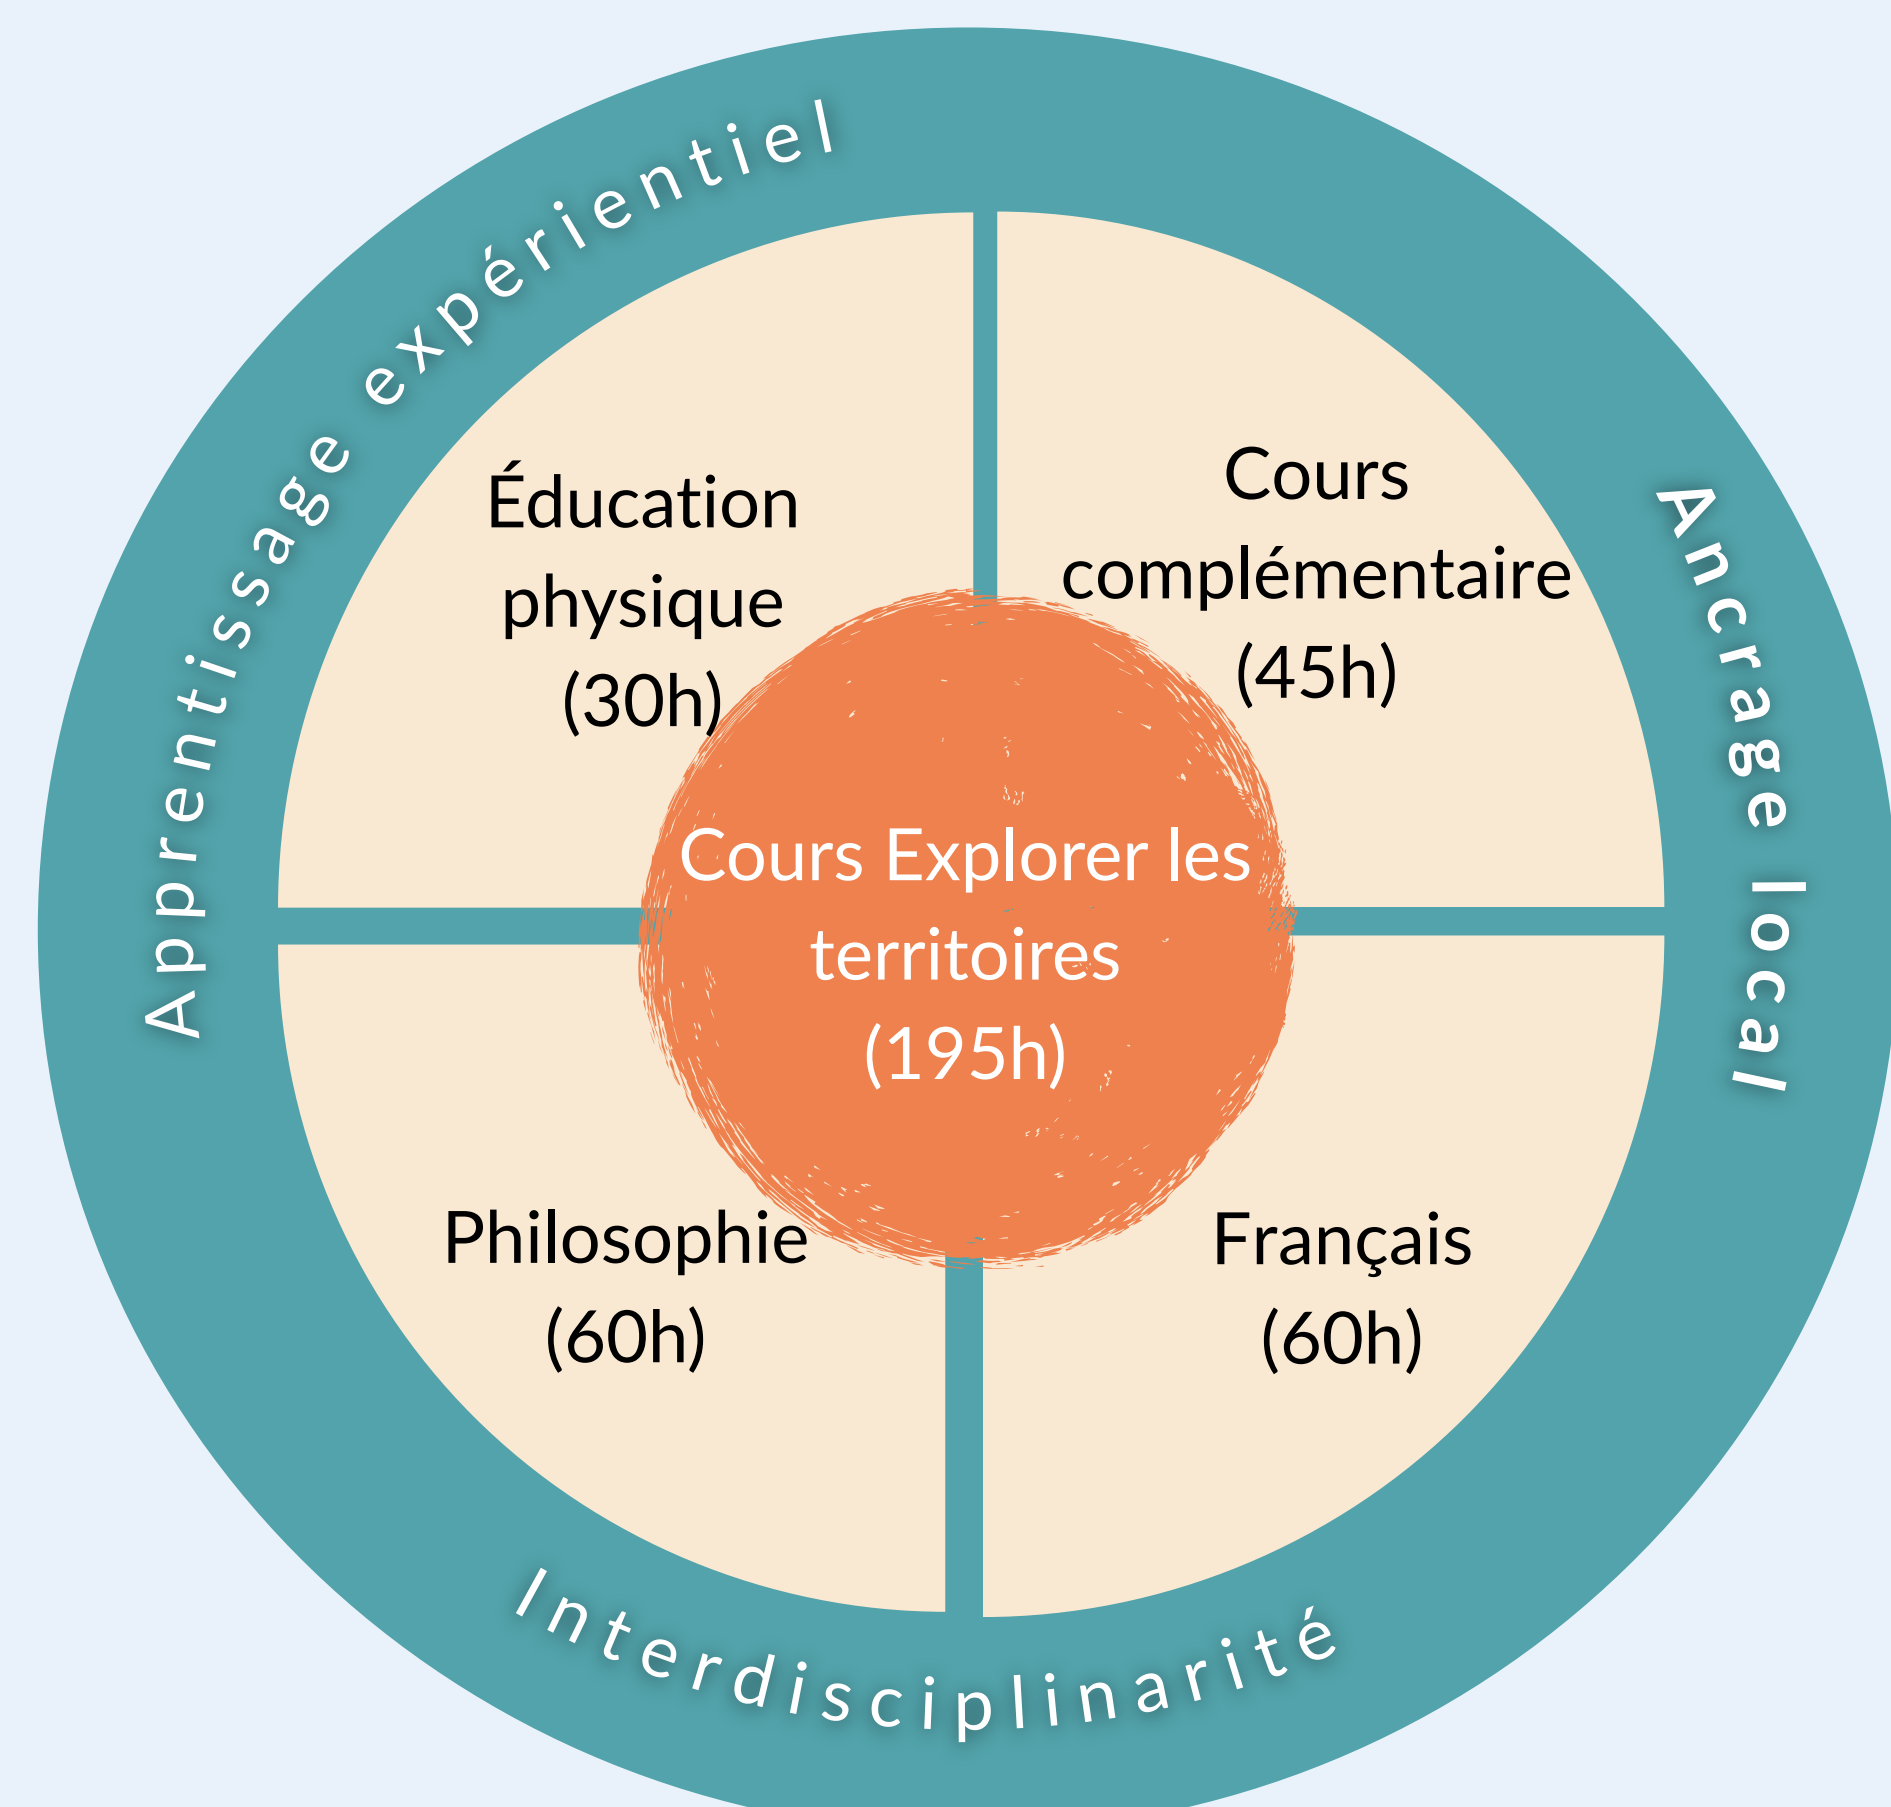 Apprentissage expérientiel
Ancrage local
Éducation
physique
(30h)
Cours
complémentaire
(45h)
Cours Explorer les
territoires
(195h)
Philosophie
(60h)
Français
(60h)
Interdisciplinarité